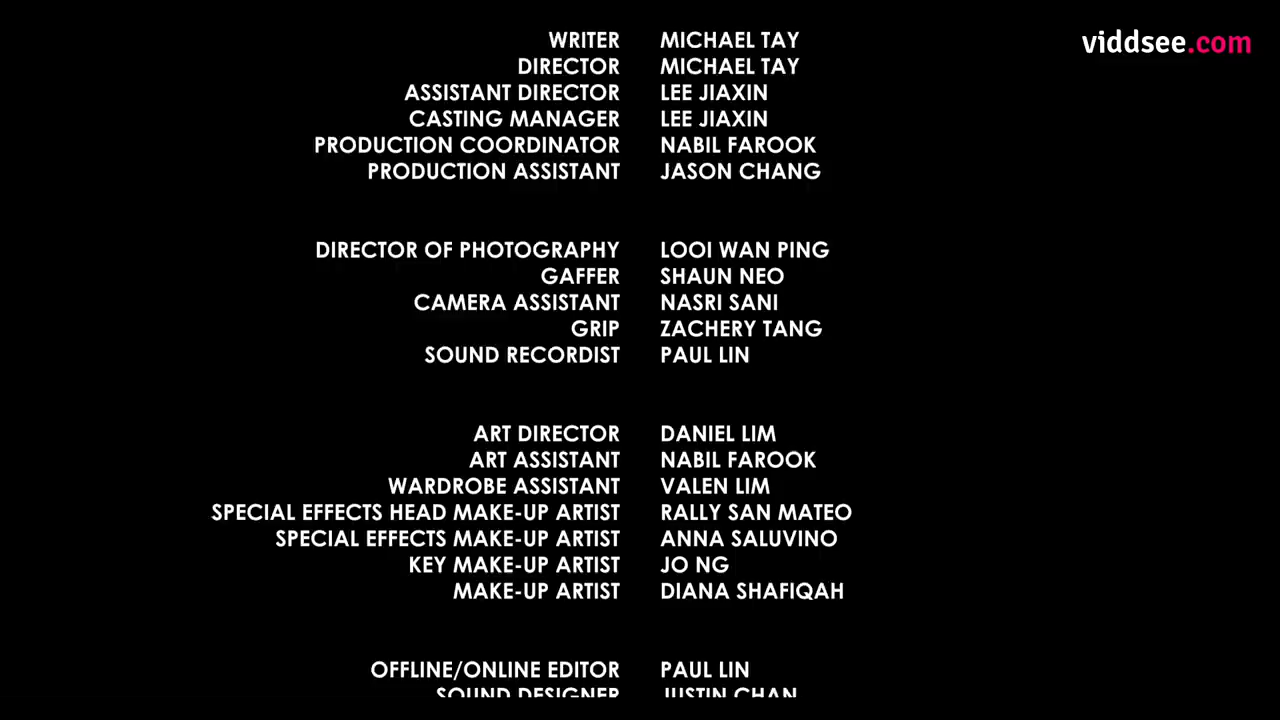 viddsee.com
WRITER MICHAEL TAY
DIRECTOR MICHAEL TAY
ASSISTANT DIRECTOR LEE JIAXIN
CASTING MANAGER LEE JIAXIN
PRODUCTION COORDINATOR NABIL FAROOK
PRODUCTION ASSISTANT JASON CHANG
DIRECTOR OF PHOTOGRAPHY LOOI WAN PING
GAFFER SHAUN NEO
CAMERA ASSISTANT NASRI SANI
GRIP ZACHERY TANG
SOUND RECORDIST PAUL LIN
ART DIRECTOR DANIEL LIM
ART ASSISTANT NABIL FAROOK
WARDROBE ASSISTANT VALEN LIM
SPECIAL EFFECTS HEAD MAKE-UP ARTIST RALLY SAN MATEO
SPECIAL EFFECTS MAKE-UP ARTIST ANNA SALUVINO
KEY MAKE-UP ARTIST JO NG
MAKE-UP ARTIST DIANA SHAFIQAH
OFFLINE/ONLINE EDITOR PAUL LIN
SOUND DESIGNER JUSTIN CHAN